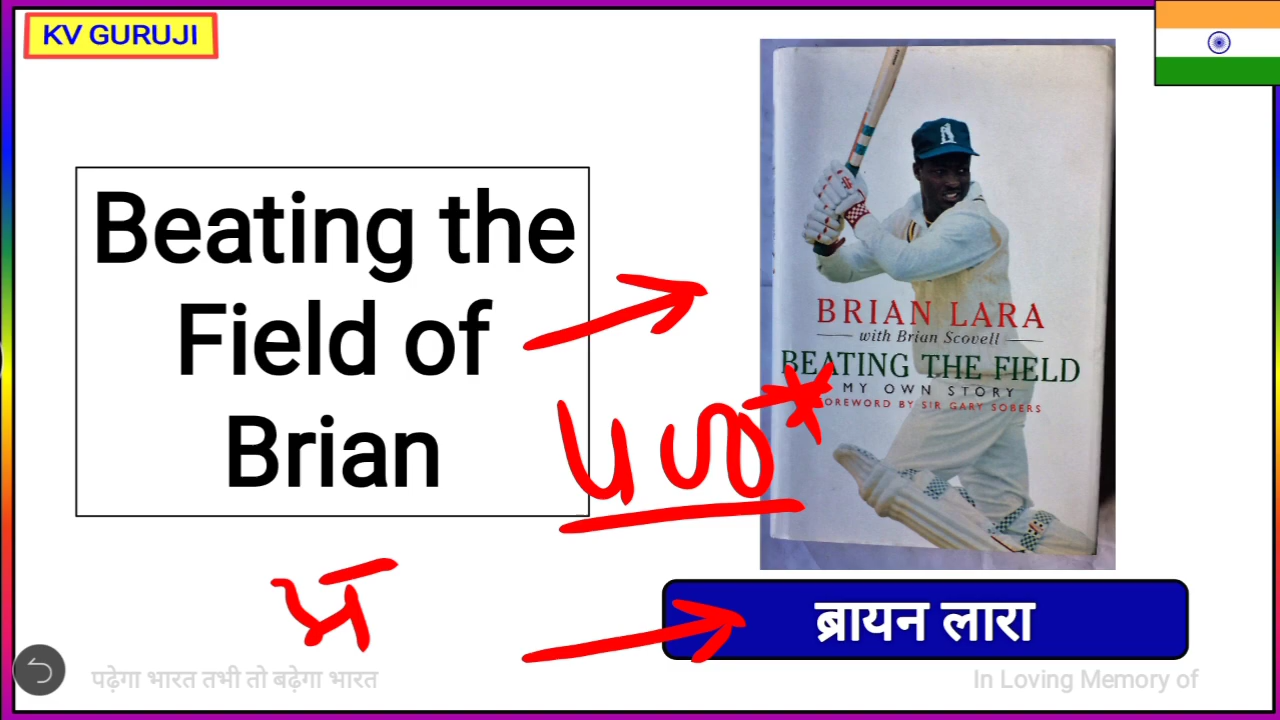 KV GURUJI
Beating the
Field of
Brian
BRIAN LARA
with Brian Scovell
BEATING THE FIELD
MY OWN STORY
FOREWORD BY SIR GARY SOBERS
400*
ब्रायन लारा
पढ़ेगा भारत तभी तो बढ़ेगा भारत
In Loving Memory of